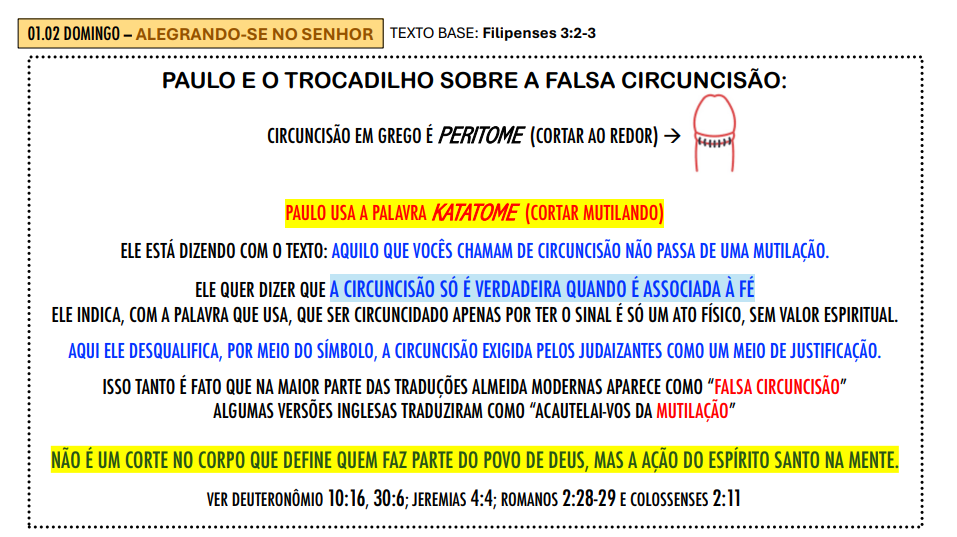 01.02 DOMINGO – ALEGRANDO-SE NO SENHOR TEXTO BASE: Filipenses 3:2-3
PAULO E O TROCADILHO SOBRE A FALSA CIRCUNCISÃO:
CIRCUNCISÃO EM GREGO É PERITOME (CORTAR AO REDOR) →
PAULO USA A PALAVRA KATATOME (CORTAR MUTILANDO)
ELE ESTÁ DIZENDO COM O TEXTO: AQUILO QUE VOCÊS CHAMAM DE CIRCUNCISÃO NÃO PASSA DE UMA MUTILAÇÃO.
ELE QUER DIZER QUE A CIRCUNCISÃO SÓ É VERDADEIRA QUANDO É ASSOCIADA À FÉ
ELE INDICA, COM A PALAVRA QUE USA, QUE SER CIRCUNCIDADO APENAS POR TER O SINAL É SÓ UM ATO FÍSICO, SEM VALOR ESPIRITUAL.
AQUI ELE DESQUALIFICA, POR MEIO DO SÍMBOLO, A CIRCUNCISÃO EXIGIDA PELOS JUDAIZANTES COMO UM MEIO DE JUSTIFICAÇÃO.
ISSO TANTO É FATO QUE NA MAIOR PARTE DAS TRADUÇÕES ALMEIDA MODERNAS APARECE COMO “FALSA CIRCUNCISÃO”
ALGUMAS VERSÕES INGLESAS TRADUZIRAM COMO “ACAUTELAI-VOS DA MUTILAÇÃO”
NÃO É UM CORTE NO CORPO QUE DEFINE QUEM FAZ PARTE DO POVO DE DEUS, MAS A AÇÃO DO ESPÍRITO SANTO NA MENTE.
VER DEUTERONÔMIO 10:16, 30:6; JEREMIAS 4:4; ROMANOS 2:28-29 E COLOSSENSES 2:11